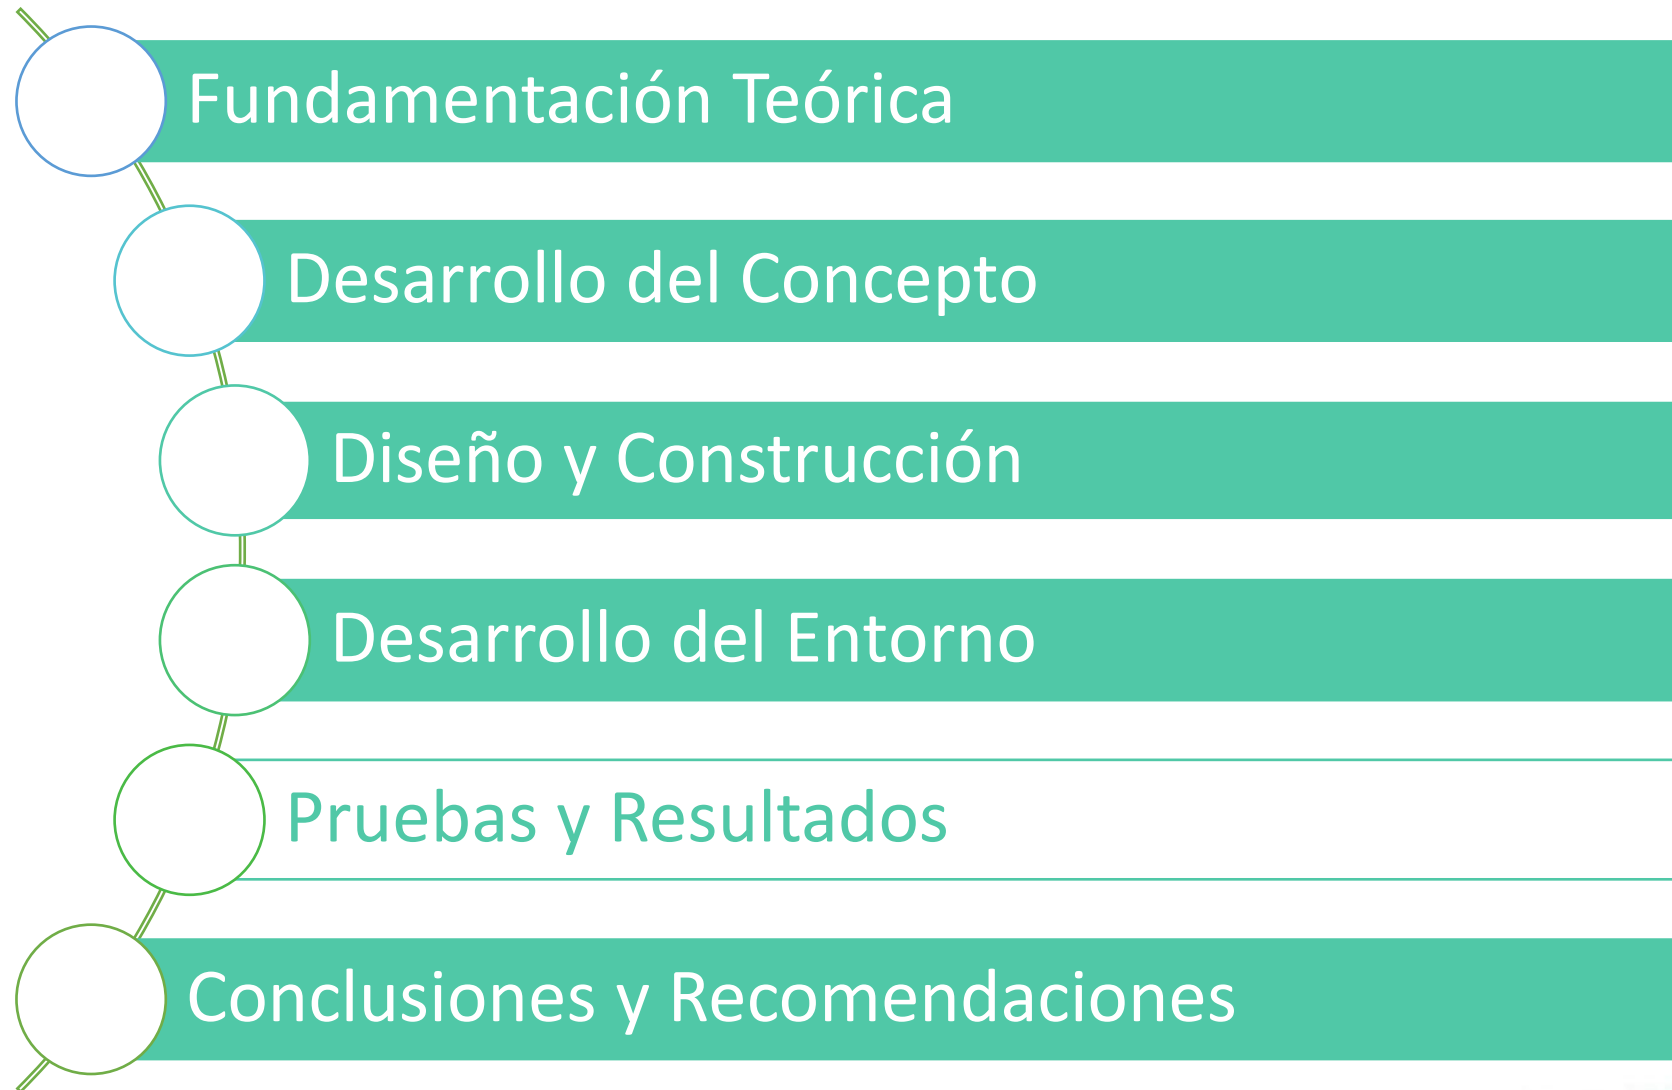 Fundamentación Teórica
Desarrollo del Concepto
Diseño y Construcción
Desarrollo del Entorno
Pruebas y Resultados
Conclusiones y Recomendaciones